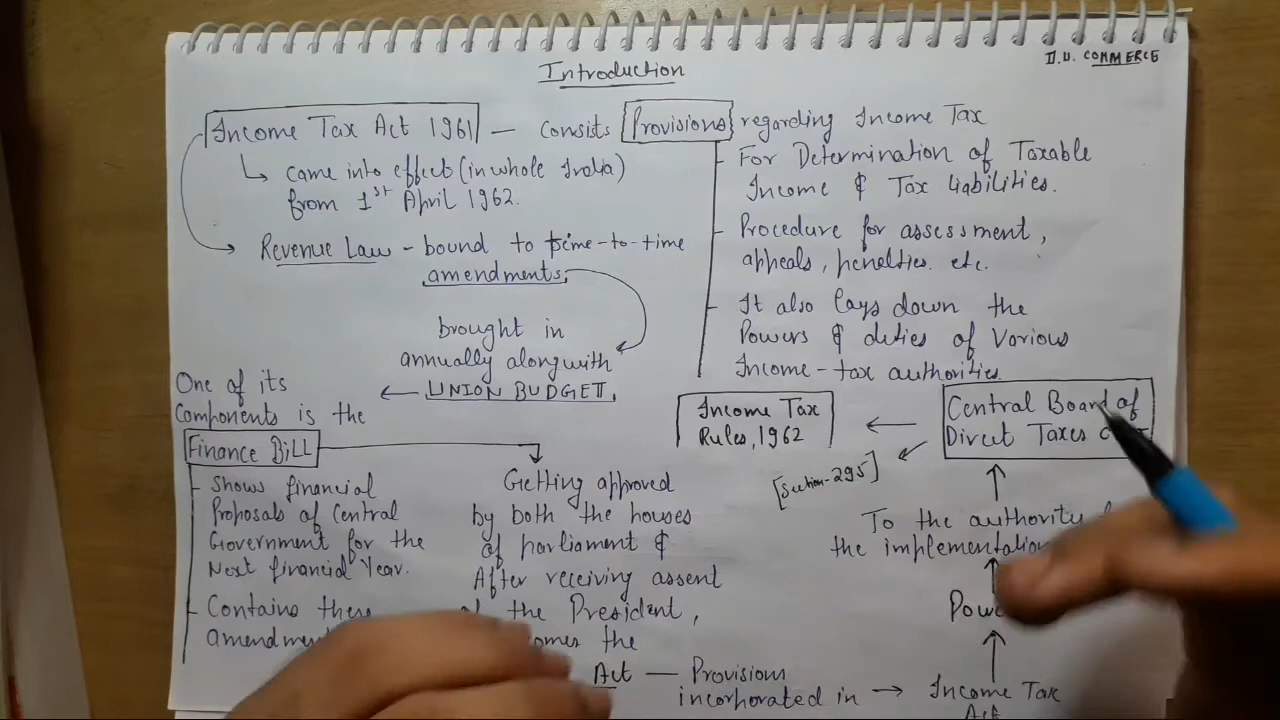 Introduction
D.U. COMMERCE
Income Tax Act 1961 — consists Provisions regarding Income Tax
↳ came into effect (in whole India)
from 1st April 1962.
Revenue Law - bound to time-to-time
amendments.
brought in
annually alongwith
UNION BUDGET.
- For Determination of Taxable
Income & Tax liabilities.
- Procedure for assessment,
appeals, penalties. etc.
- It also lays down the
Powers & duties of Various
Income-tax authorities.
One of its
Components is the
Finance Bill
- Shows financial
Proposals of Central
Government for the
Next financial Year.
- Contains these
Getting approved
by both the houses
of parliament &
After receiving assent
the President,
the
Act — Provisions
incorporated in → Income Tax
Act
Income Tax
Rules, 1962
Central Board of
Direct Taxes
[Section-295]
To the authority
the implementation